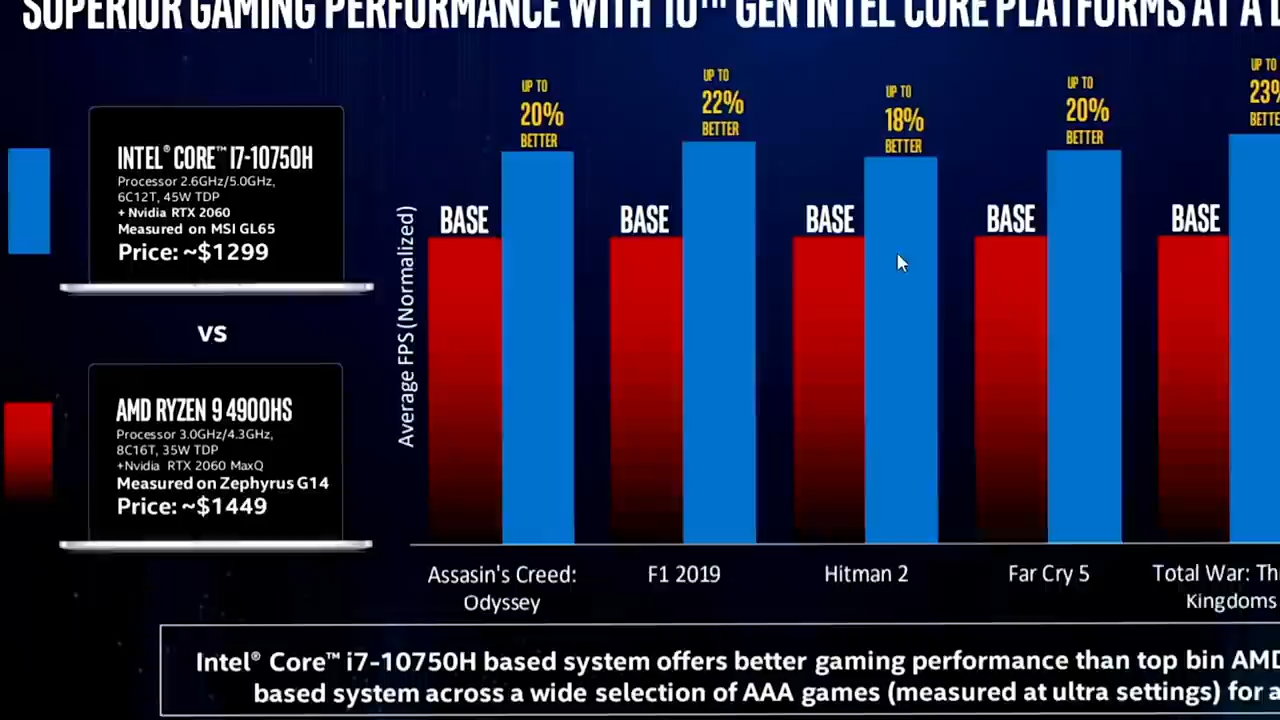 SUPERIOR GAMING PERFORMANCE WITH 10TH GEN INTEL CORE PLATFORMS AT A
INTEL® CORE™ I7-10750H
Processor 2.6GHz/5.0GHz,
6C12T, 45W TDP
+ Nvidia RTX 2060
Measured on MSI GL65
Price: ~$1299
VS
AMD RYZEN 9 4900HS
Processor 3.0GHz/4.3GHz,
8C16T, 35W TDP
+Nvidia RTX 2060 MaxQ
Measured on Zephyrus G14
Price: ~$1449
Average FPS (Normalized)
BASE
UP TO
20%
BETTER
BASE
UP TO
22%
BETTER
BASE
UP TO
18%
BETTER
BASE
UP TO
20%
BETTER
BASE
UP TO
23%
Assasin's Creed:
Odyssey
F1 2019
Hitman 2
Far Cry 5
Total War:
Kingdoms
Intel® Core™ i7-10750H based system offers better gaming performance than top bin AMD
based system across a wide selection of AAA games (measured at ultra settings) for a